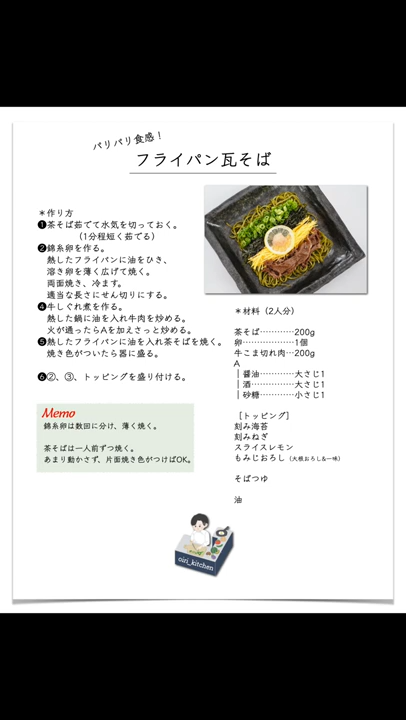 パリパリ食感！
フライパン瓦そば
＊作り方
❶茶そば茹でて水気を切っておく。
（1分程短く茹でる）
❷錦糸卵を作る。
熱したフライパンに油をひき、
溶き卵を薄く広げて焼く。
両面焼き、冷ます。
適当な長さにせん切りにする。
❹牛しぐれ煮を作る。
熱した鍋に油を入れ牛肉を炒める。
火が通ったらAを加えさっと炒める。
❺熱したフライパンに油を入れ茶そばを焼く。
焼き色がついたら器に盛る。
❻②、③、トッピングを盛り付ける。
Memo
錦糸卵は数回に分け、薄く焼く。
茶そばは一人前ずつ焼く。
あまり動かさず、片面焼き色がつけばOK。
＊材料（2人分）
茶そば…………200g
卵………………1個
牛こま切れ肉…200g
A
｜醤油…………大さじ1
｜酒……………大さじ1
｜砂糖…………小さじ1
［トッピング］
刻み海苔
刻みねぎ
スライスレモン
もみじおろし（大根おろし&一味）
そばつゆ
油
oiri_kitchen